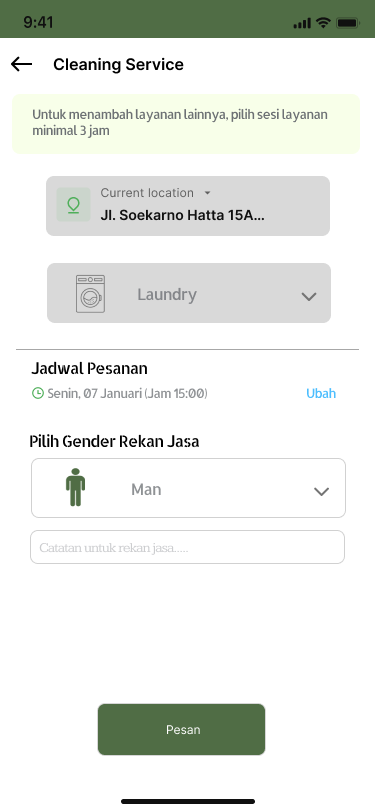 9:41
Cleaning Service
Untuk menambah layanan lainnya, pilih sesi layanan
minimal 3 jam
Current location
Jl. Soekarno Hatta 15A...
Laundry
Jadwal Pesanan
Senin, 07 Januari (Jam 15:00)
Ubah
Pilih Gender Rekan Jasa
Man
Catatan untuk rekan jasa.....
Pesan